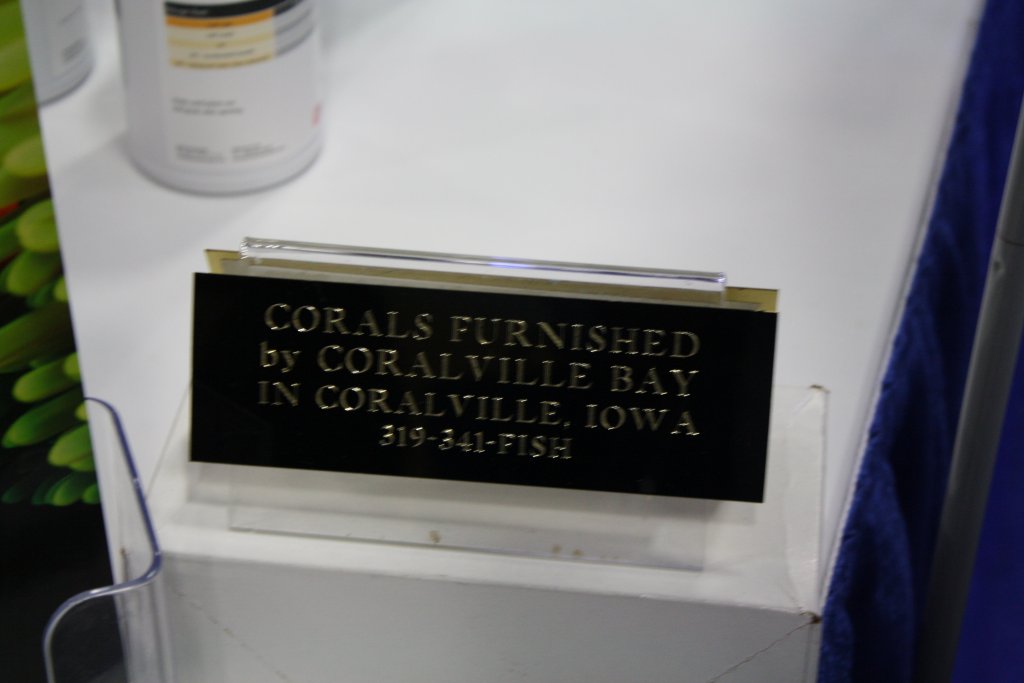 CORALS FURNISHED
by CORALVILLE BAY
IN CORALVILLE, IOWA
319-341-FISH